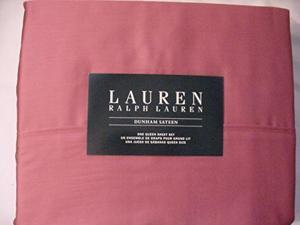 LAUREN
RALPH LAUREN
DUNHAM SATEEN
ONE QUEEN SHEET SET
UN ENSEMBLE DE DRAPS POUR GRAND LIT
UNA JUEGO DE SÁBANAS QUEEN SIZE